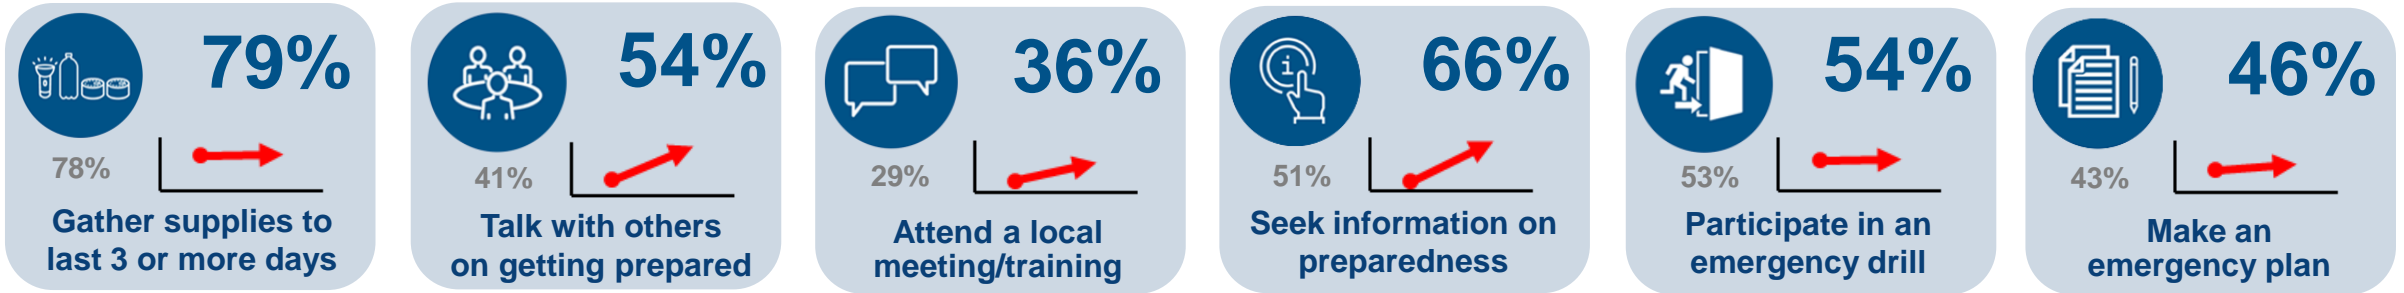 79%
78%
Gather supplies to
last 3 or more days
54%
41%
Talk with others
on getting prepared
36%
29%
Attend a local
meeting/training
i
66%
51%
Seek information on
preparedness
54%
53%
Participate in an
emergency drill
46%
43%
Make an
emergency plan